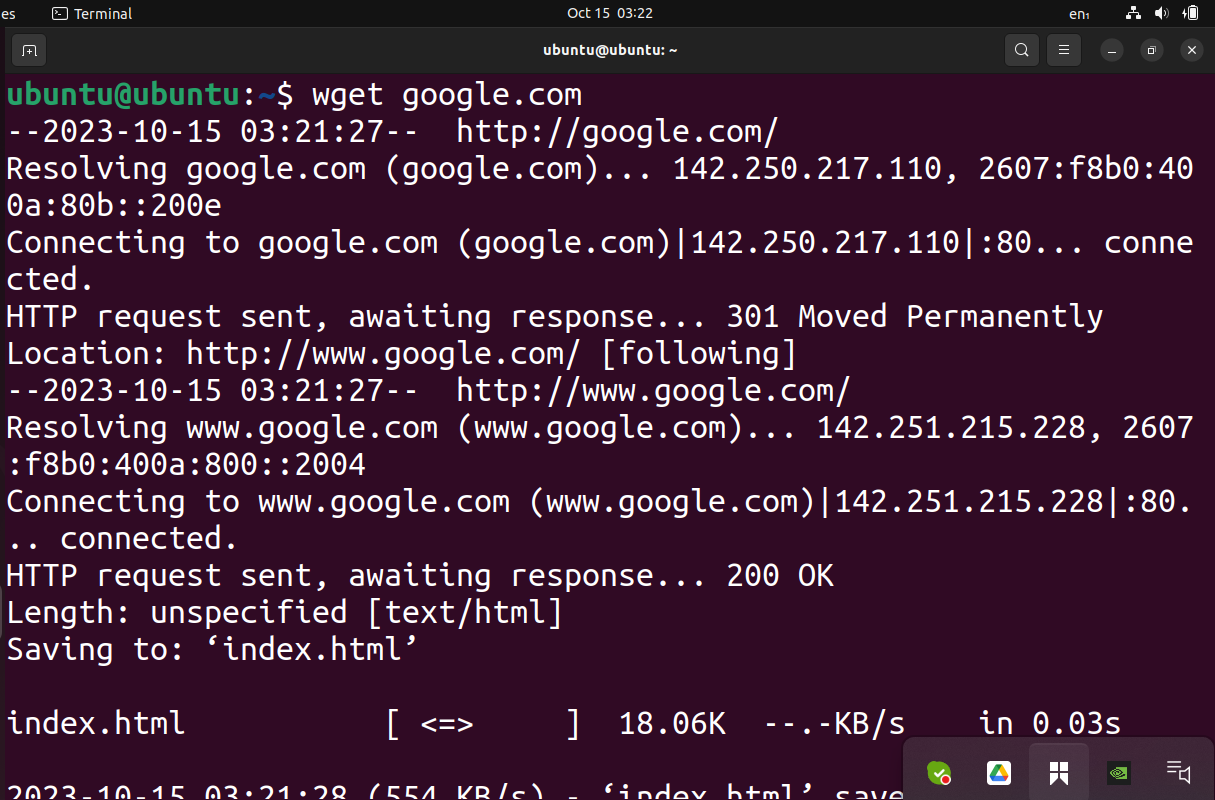 es Terminal Oct 15 03:22 en₁
ubuntu@ubuntu: ~
ubuntu@ubuntu:~$ wget google.com
--2023-10-15 03:21:27-- http://google.com/
Resolving google.com (google.com)... 142.250.217.110, 2607:f8b0:40
0a:80b::200e
Connecting to google.com (google.com)|142.250.217.110|:80... conne
cted.
HTTP request sent, awaiting response... 301 Moved Permanently
Location: http://www.google.com/ [following]
--2023-10-15 03:21:27-- http://www.google.com/
Resolving www.google.com (www.google.com)... 142.251.215.228, 2607
:f8b0:400a:800::2004
Connecting to www.google.com (www.google.com)|142.251.215.228|:80.
.. connected.
HTTP request sent, awaiting response... 200 OK
Length: unspecified [text/html]
Saving to: ‘index.html’
index.html [ <=> ] 18.06K --.-KB/s in 0.03s
2023-10-15 03:21:28 (554 KB/s) - ‘index.html’ save